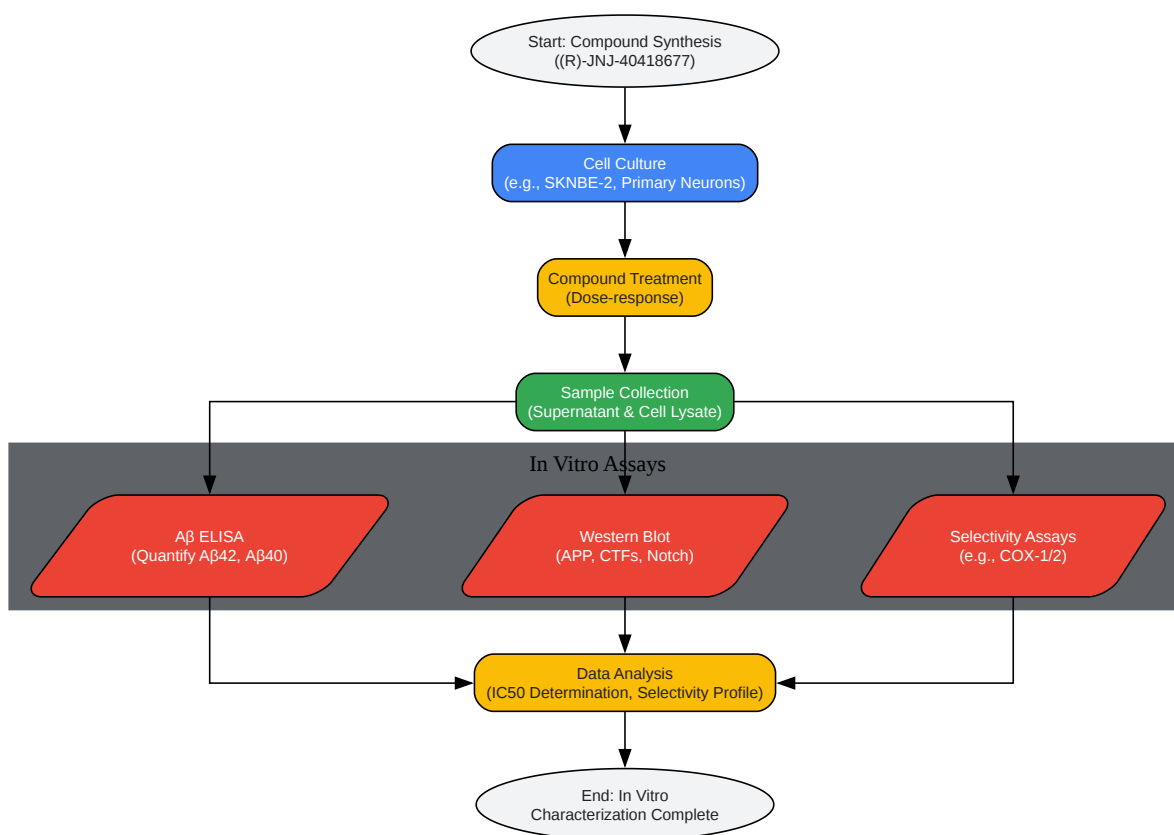 Start: Compound Synthesis
((R)-JNJ-40418677)
Cell Culture
(e.g., SKNBE-2, Primary Neurons)
Compound Treatment
(Dose-response)
Sample Collection
(Supernatant & Cell Lysate)
In Vitro Assays
Aβ ELISA
(Quantify Aβ42, Aβ40)
Western Blot
(APP, CTFs, Notch)
Selectivity Assays
(e.g., COX-1/2)
Data Analysis
(IC50 Determination, Selectivity Profile)
End: In Vitro
Characterization Complete